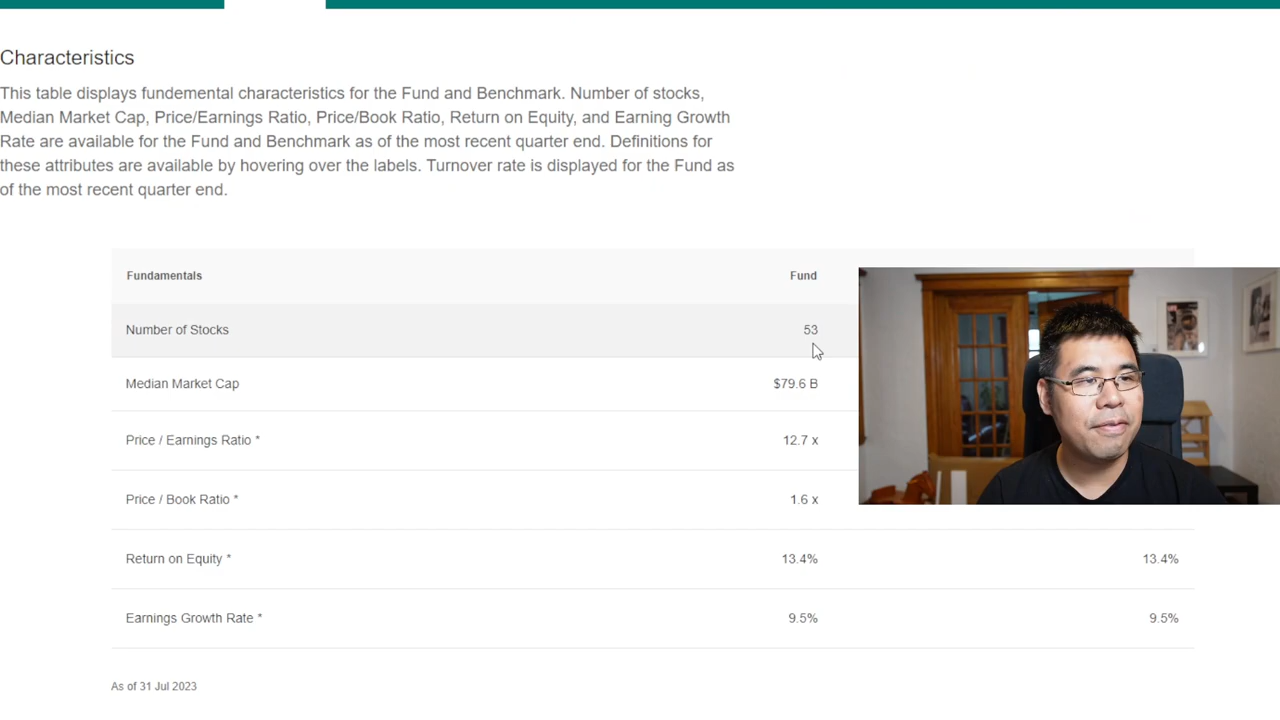 Characteristics
This table displays fundemental characteristics for the Fund and Benchmark. Number of stocks,
Median Market Cap, Price/Earnings Ratio, Price/Book Ratio, Return on Equity, and Earning Growth
Rate are available for the Fund and Benchmark as of the most recent quarter end. Definitions for
these attributes are available by hovering over the labels. Turnover rate is displayed for the Fund as
of the most recent quarter end.
Fundamentals Fund
Number of Stocks 53
Median Market Cap $79.6 B
Price / Earnings Ratio * 12.7 x
Price / Book Ratio * 1.6 x
Return on Equity * 13.4% 13.4%
Earnings Growth Rate * 9.5% 9.5%
As of 31 Jul 2023